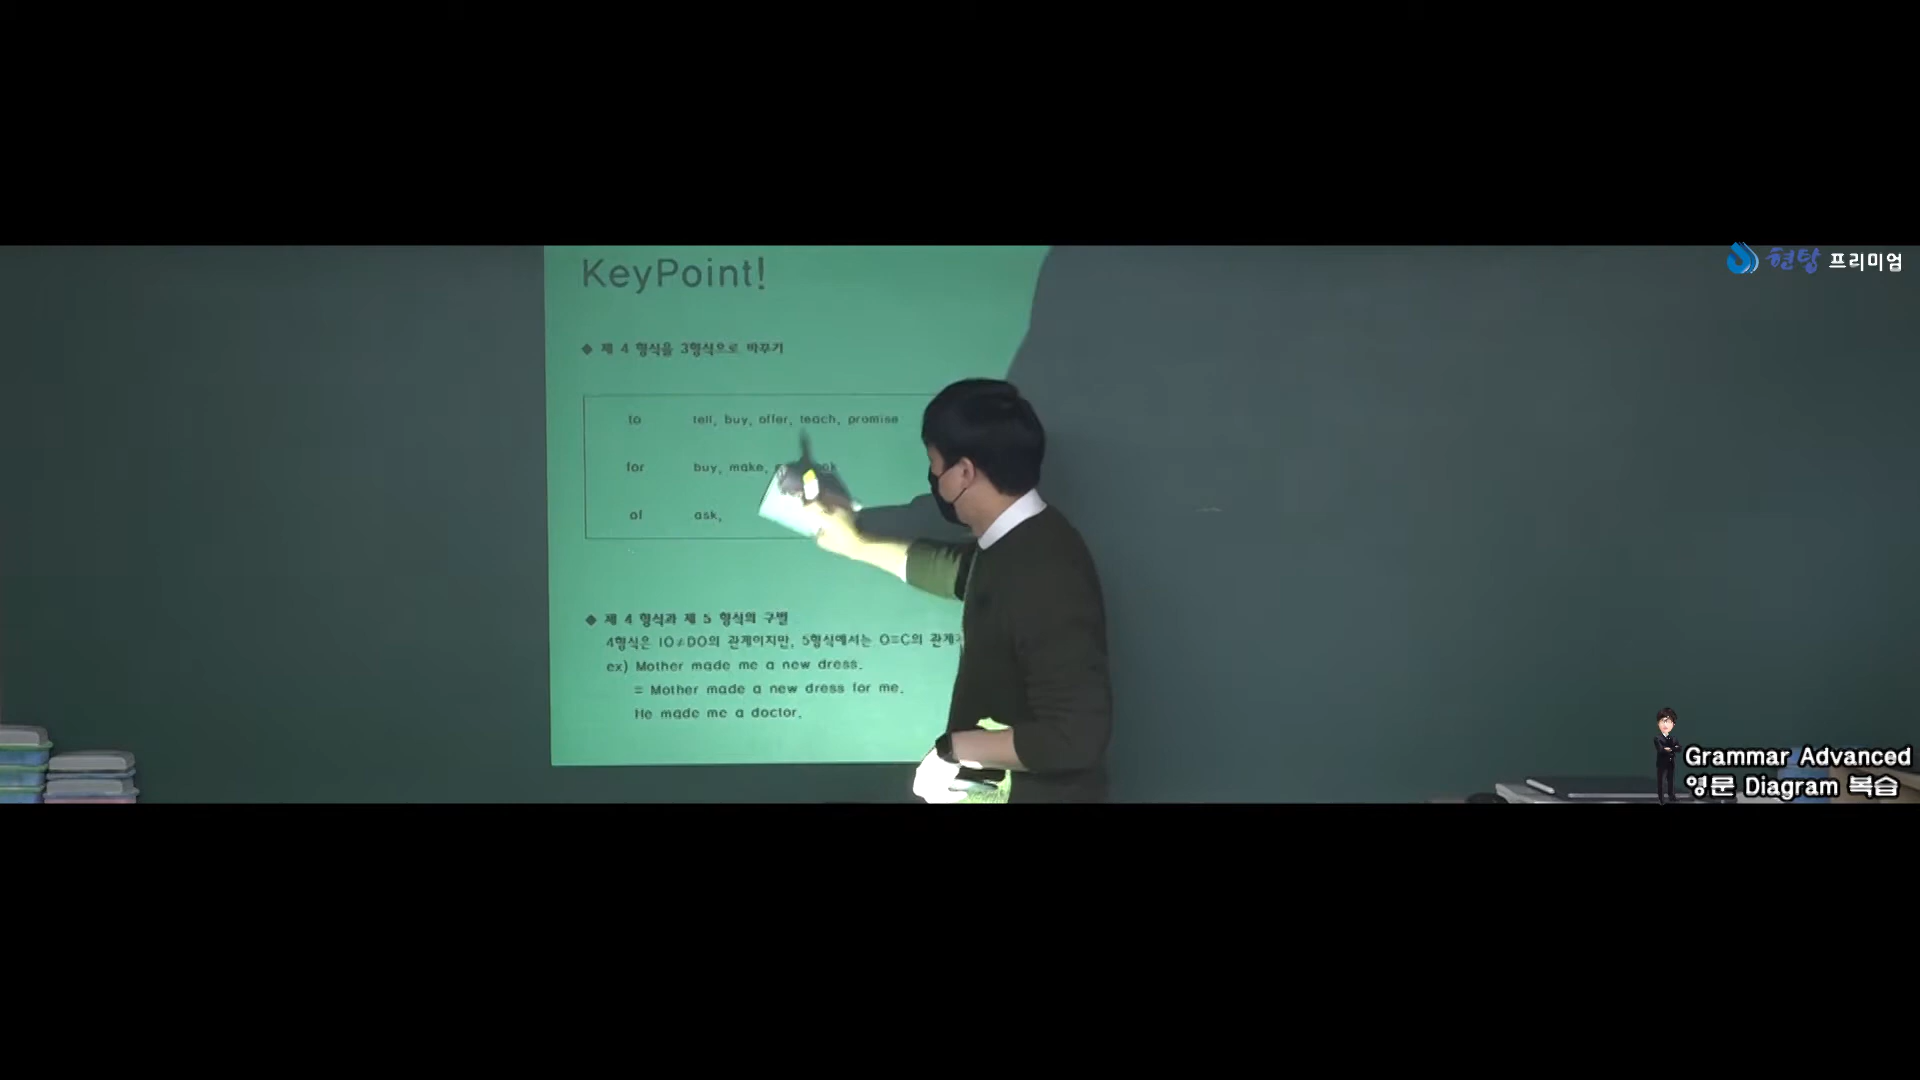 KeyPoint!
현탕 프리미엄
◆ 제 4 형식을 3형식으로 바꾸기
to tell, buy, offer, teach, promise
for buy, make,
of ask,
◆ 제 4 형식과 제 5 형식의 구별
4형식은 IO≠DO의 관계이지만, 5형식에서는 O=C의 관계
ex) Mother made me a new dress.
= Mother made a new dress for me.
He made me a doctor.
Grammar Advanced
영문 Diagram 복습